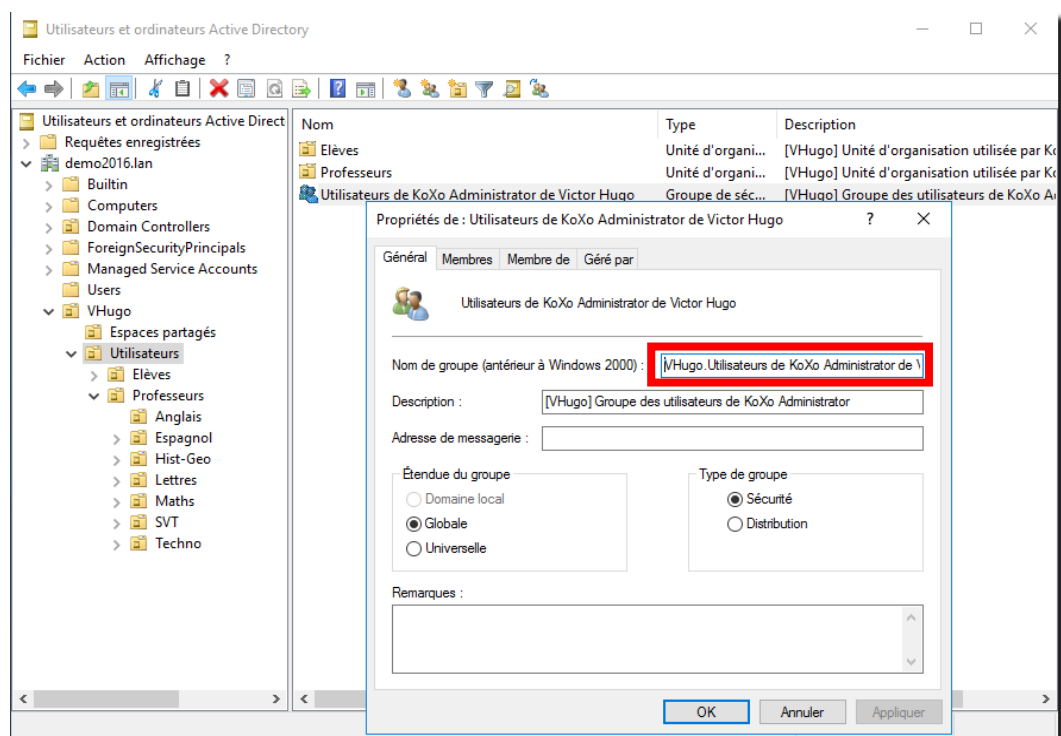 Utilisateurs et ordinateurs Active Directory
Fichier Action Affichage ?
Utilisateurs et ordinateurs Active Direct
Requêtes enregistrées
demo2016.lan
Builtin
Computers
Domain Controllers
ForeignSecurityPrincipals
Managed Service Accounts
Users
VHugo
Espaces partagés
Utilisateurs
Elèves
Professeurs
Anglais
Espagnol
Hist-Geo
Lettres
Maths
SVT
Techno
Nom Type Description
Elèves Unité d'organi... [VHugo] Unité d'organisation utilisée par Ko
Professeurs Unité d'organi... [VHugo] Unité d'organisation utilisée par Ko
Utilisateurs de KoXo Administrator de Victor Hugo Groupe de séc... [VHugo] Groupe des utilisateurs de KoXo A
Propriétés de : Utilisateurs de KoXo Administrator de Victor Hugo ?
Général Membres Membre de Géré par
Utilisateurs de KoXo Administrator de Victor Hugo
Nom de groupe (antérieur à Windows 2000) : VHugo.Utilisateurs de KoXo Administrator de V
Description : [VHugo] Groupe des utilisateurs de KoXo Administrator
Adresse de messagerie :
Étendue du groupe Type de groupe
Domaine local Sécurité
Globale Distribution
Universelle
Remarques :
OK Annuler Appliquer